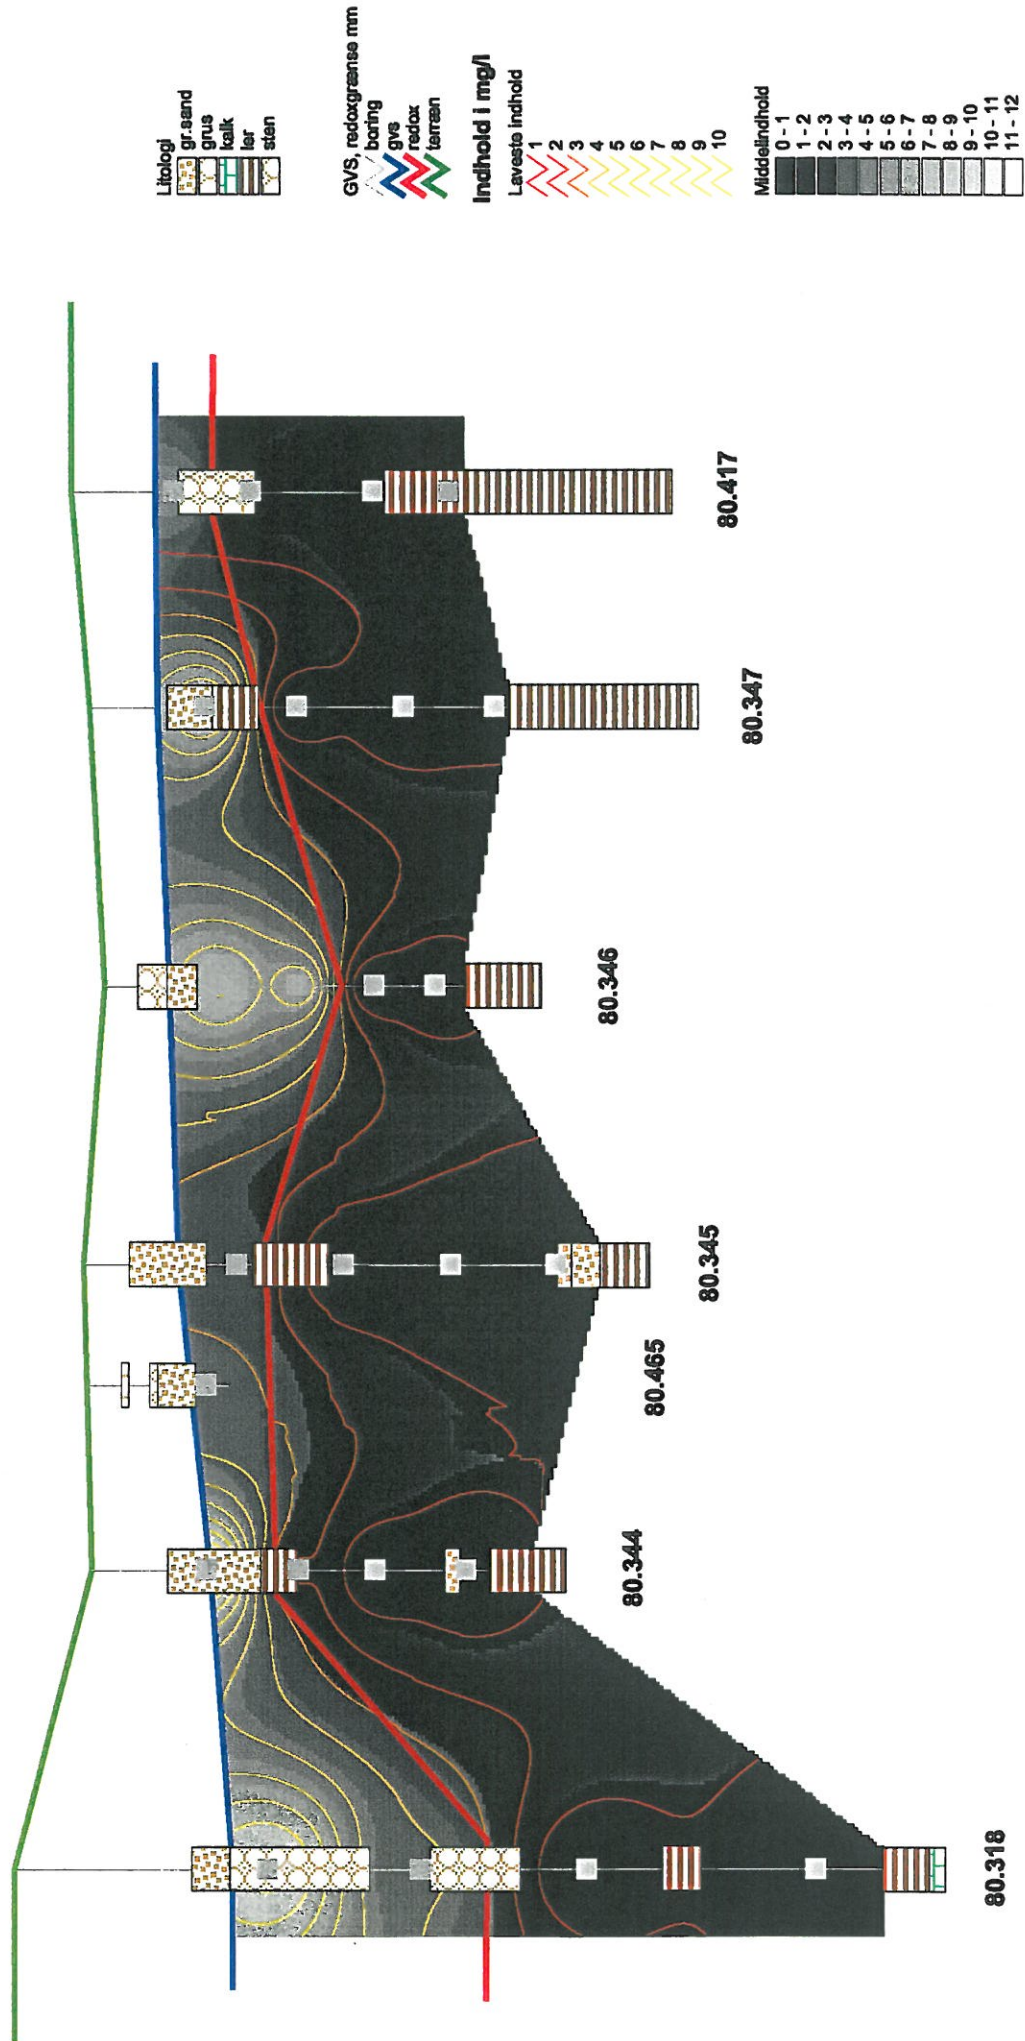 Litologi
gr.sand
grus
kalk
ler
sten
GVS, redoxgrænse mm
boring
gvs
redox
terræn
Indhold i mg/l
Laveste indhold
1
2
3
4
5
6
7
8
9
10
Middelindhold
0 - 1
1 - 2
2 - 3
3 - 4
4 - 5
5 - 6
6 - 7
7 - 8
8 - 9
9 - 10
10 - 11
11 - 12
80.318
80.344
80.465
80.345
80.346
80.347
80.417